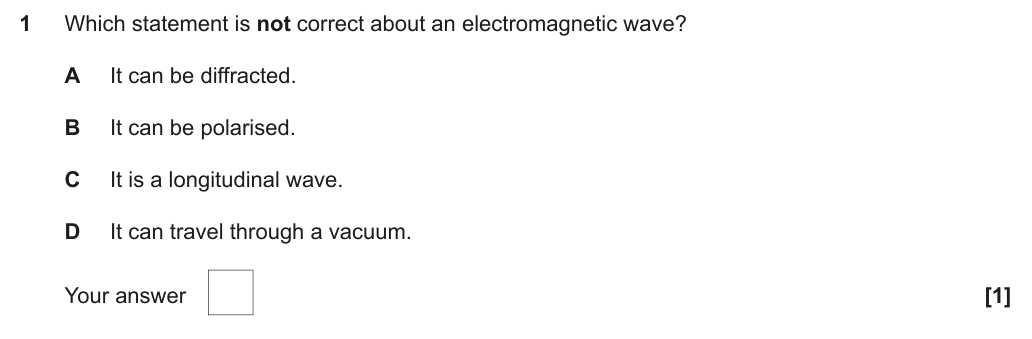 1 Which statement is not correct about an electromagnetic wave?
A It can be diffracted.
B It can be polarised.
C It is a longitudinal wave.
D It can travel through a vacuum.
Your answer [1]